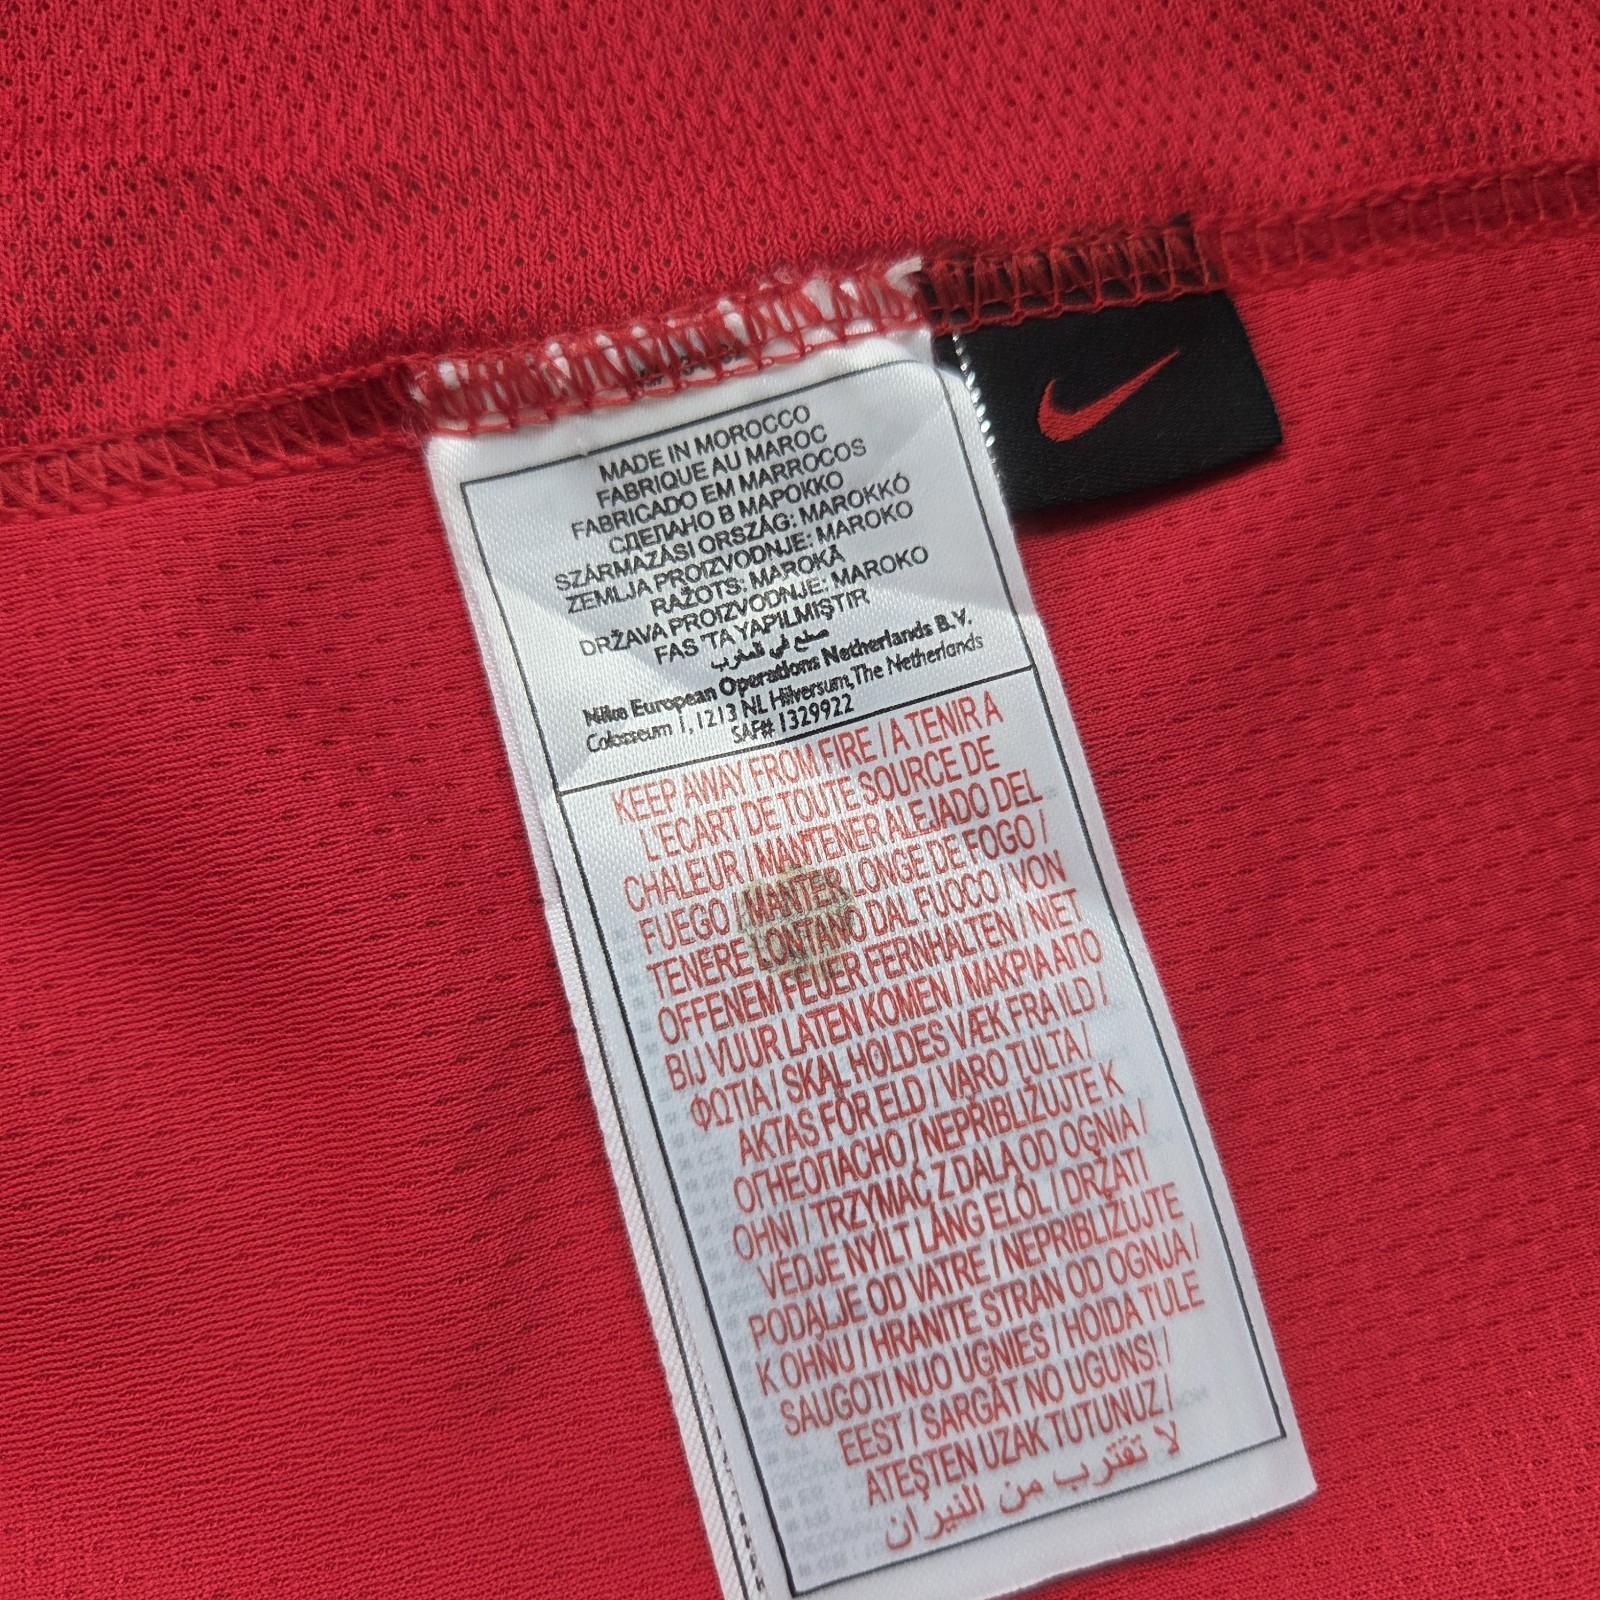 MADE IN MOROCCO
FABRIQUE AU MAROC
FABRICADO EM MARROCOS
СДЕЛАНО В МАРОККО
SZÁRMAZÁSI ORSZÁG: MAROKKÓ
ZEMLJA PROIZVODNJE: MAROKO
RAŽOTS: MAROKĀ
DRŽAVA PROIZVODNJE: MAROKO
FAS 'TA YAPILMIŞTIR
صنع في المغرب
Nike European Operations Netherlands B.V.
Colosseum 1, 1213 NL Hilversum, The Netherlands
SAF# 1329922
KEEP AWAY FROM FIRE / A TENIR A
L'ECART DE TOUTE SOURCE DE
CHALEUR / MANTENER ALEJADO DEL
FUEGO / MANTER LONGE DE FOGO /
TENERE LONTANO DAL FUOCO / VON
OFFENEM FEUER FERNHALTEN / NIET
BIJ VUUR LATEN KOMEN / ΜΑΚΡΙΑ ΑΠΟ
ΦΩΤΙΑ / SKAL HOLDES VÆK FRA ILD /
AKTAS FÖR ELD / VARO TULTA /
ОГНЕОПАСНО / NEPŘIBLIŽUJTE K
OHNI / TRZYMAĆ Z DALA OD OGNIA /
VÉDJE NYÍLT LÁNG ELŐL / DRŽATI
PODALJE OD VATRE / NEPRIBLIŽUJTE
K OHŇU / HRANITE STRAN OD OGNJA /
SAUGOTI NUO UGNIES / HOIDA TULE
EEST / SARGĀT NO UGUNS! /
ATEŞTEN UZAK TUTUNUZ /
لا تقترب من النيران